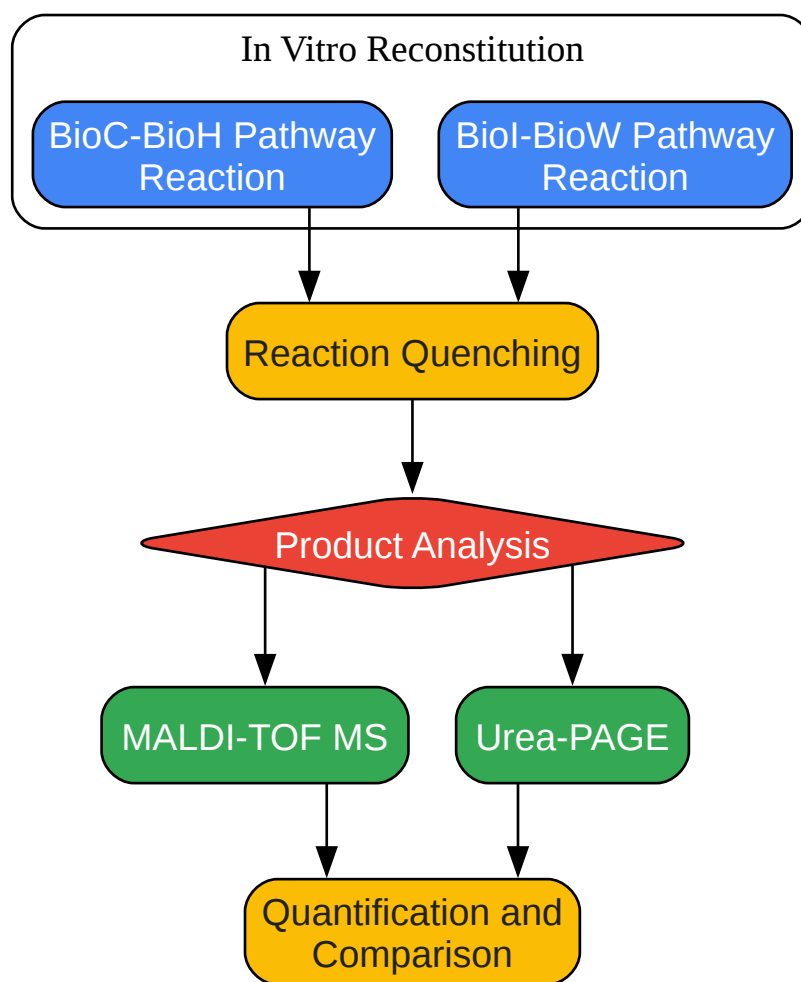 In Vitro Reconstitution
BioC-BioH Pathway
Reaction
BioI-BioW Pathway
Reaction
Reaction Quenching
Product Analysis
MALDI-TOF MS
Urea-PAGE
Quantification and
Comparison